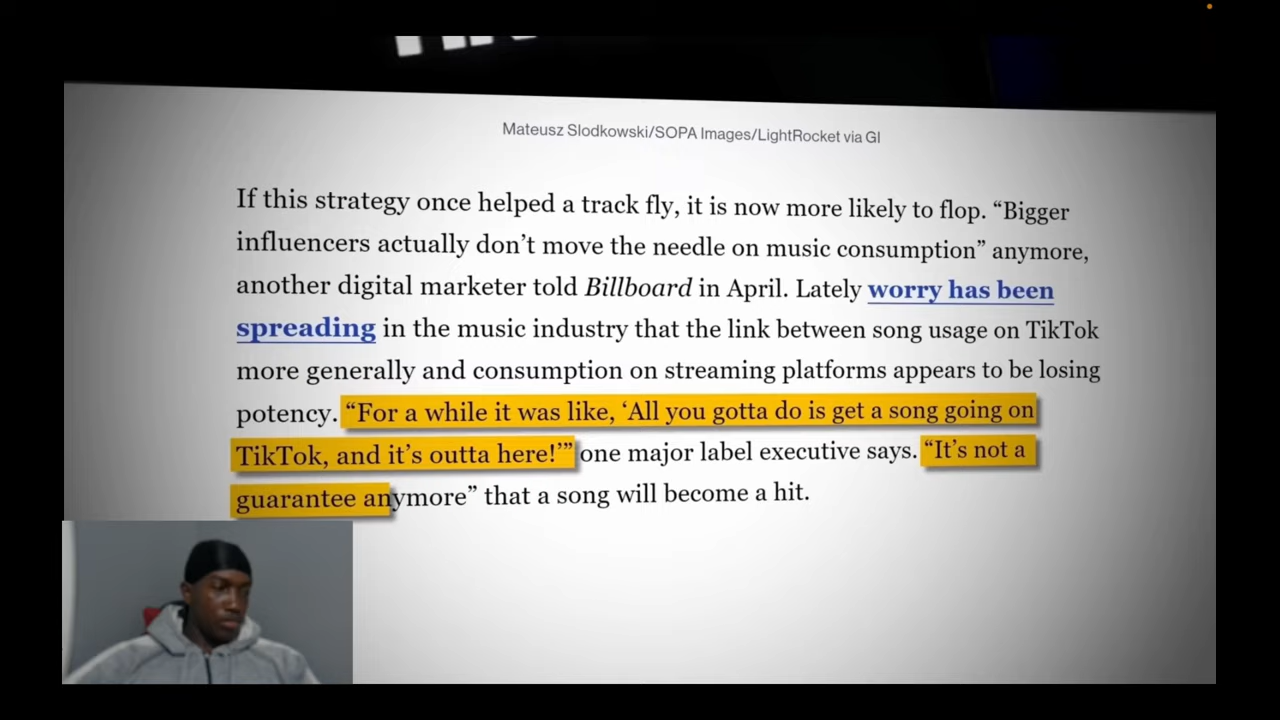 Mateusz Slodkowski/SOPA Images/LightRocket via GI
If this strategy once helped a track fly, it is now more likely to flop. “Bigger
influencers actually don’t move the needle on music consumption” anymore,
another digital marketer told Billboard in April. Lately worry has been
spreading in the music industry that the link between song usage on TikTok
more generally and consumption on streaming platforms appears to be losing
potency. “For a while it was like, ‘All you gotta do is get a song going on
TikTok, and it’s outta here!’” one major label executive says. “It’s not a
guarantee anymore” that a song will become a hit.